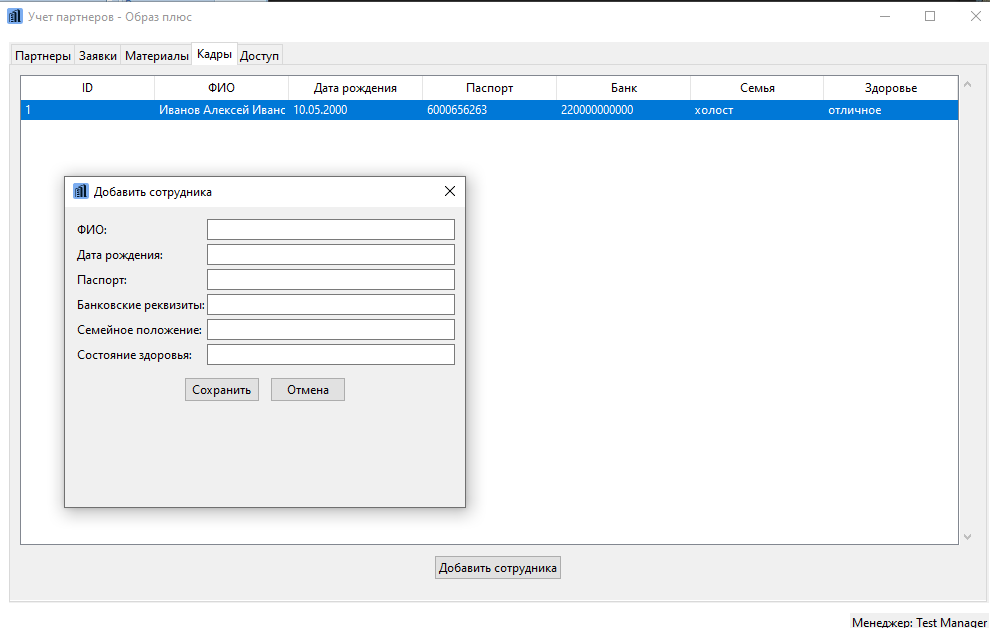 Учет партнеров - Образ плюс
Партнеры Заявки Материалы Кадры Доступ
ID ФИО Дата рождения Паспорт Банк Семья Здоровье
1 Иванов Алексей Иванс 10.05.2000 6000656263 220000000000 холост отличное
Добавить сотрудника
ФИО:
Дата рождения:
Паспорт:
Банковские реквизиты:
Семейное положение:
Состояние здоровья:
Сохранить Отмена
Добавить сотрудника
Менеджер: Test Manager